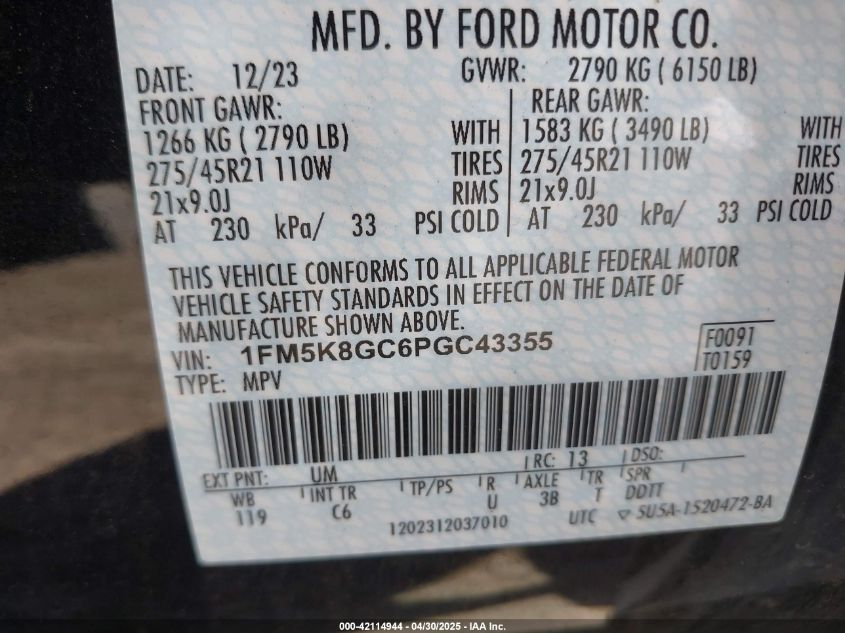 MFD. BY FORD MOTOR CO.
DATE: 12/23 GVWR: 2790 KG ( 6150 LB)
FRONT GAWR: REAR GAWR:
1266 KG ( 2790 LB) WITH 1583 KG ( 3490 LB) WITH
275/45R21 110W TIRES 275/45R21 110W TIRES
21x9.0J RIMS 21x9.0J RIMS
AT 230 kPa/ 33 PSI COLD AT 230 kPa/ 33 PSI COLD
THIS VEHICLE CONFORMS TO ALL APPLICABLE FEDERAL MOTOR
VEHICLE SAFETY STANDARDS IN EFFECT ON THE DATE OF
MANUFACTURE SHOWN ABOVE.
VIN: 1FM5K8GC6PGC43355 F0091
TYPE: MPV T0159
EXT PNT: UM RC: 13 DSO:
WB INT TR TP/PS R AXLE TR SPR
119 C6 U 3B T DDTT
1202312037010 UTC ▽ 5U5A-1520472-BA
000-42114944 - 04/30/2025 - IAA Inc.